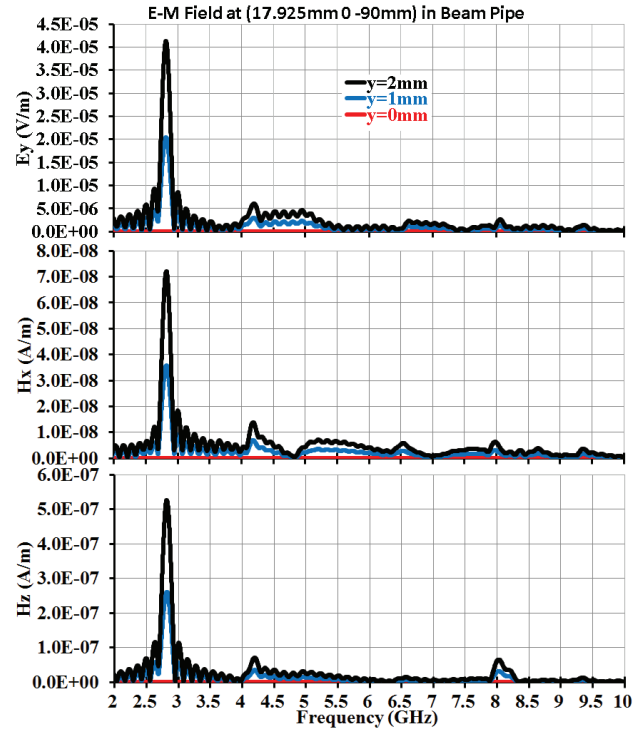 E-M Field at (17.925mm 0 -90mm) in Beam Pipe
4.5E-05
4.0E-05
3.5E-05
3.0E-05
2.5E-05
2.0E-05
1.5E-05
1.0E-05
5.0E-06
0.0E+00
Ey (V/m)
y=2mm
y=1mm
y=0mm
8.0E-08
7.0E-08
6.0E-08
5.0E-08
4.0E-08
3.0E-08
2.0E-08
1.0E-08
0.0E+00
Hx (A/m)
6.0E-07
5.0E-07
4.0E-07
3.0E-07
2.0E-07
1.0E-07
0.0E+00
Hz (A/m)
2 2.5 3 3.5 4 4.5 5 5.5 6 6.5 7 7.5 8 8.5 9 9.5 10
Frequency (GHz)